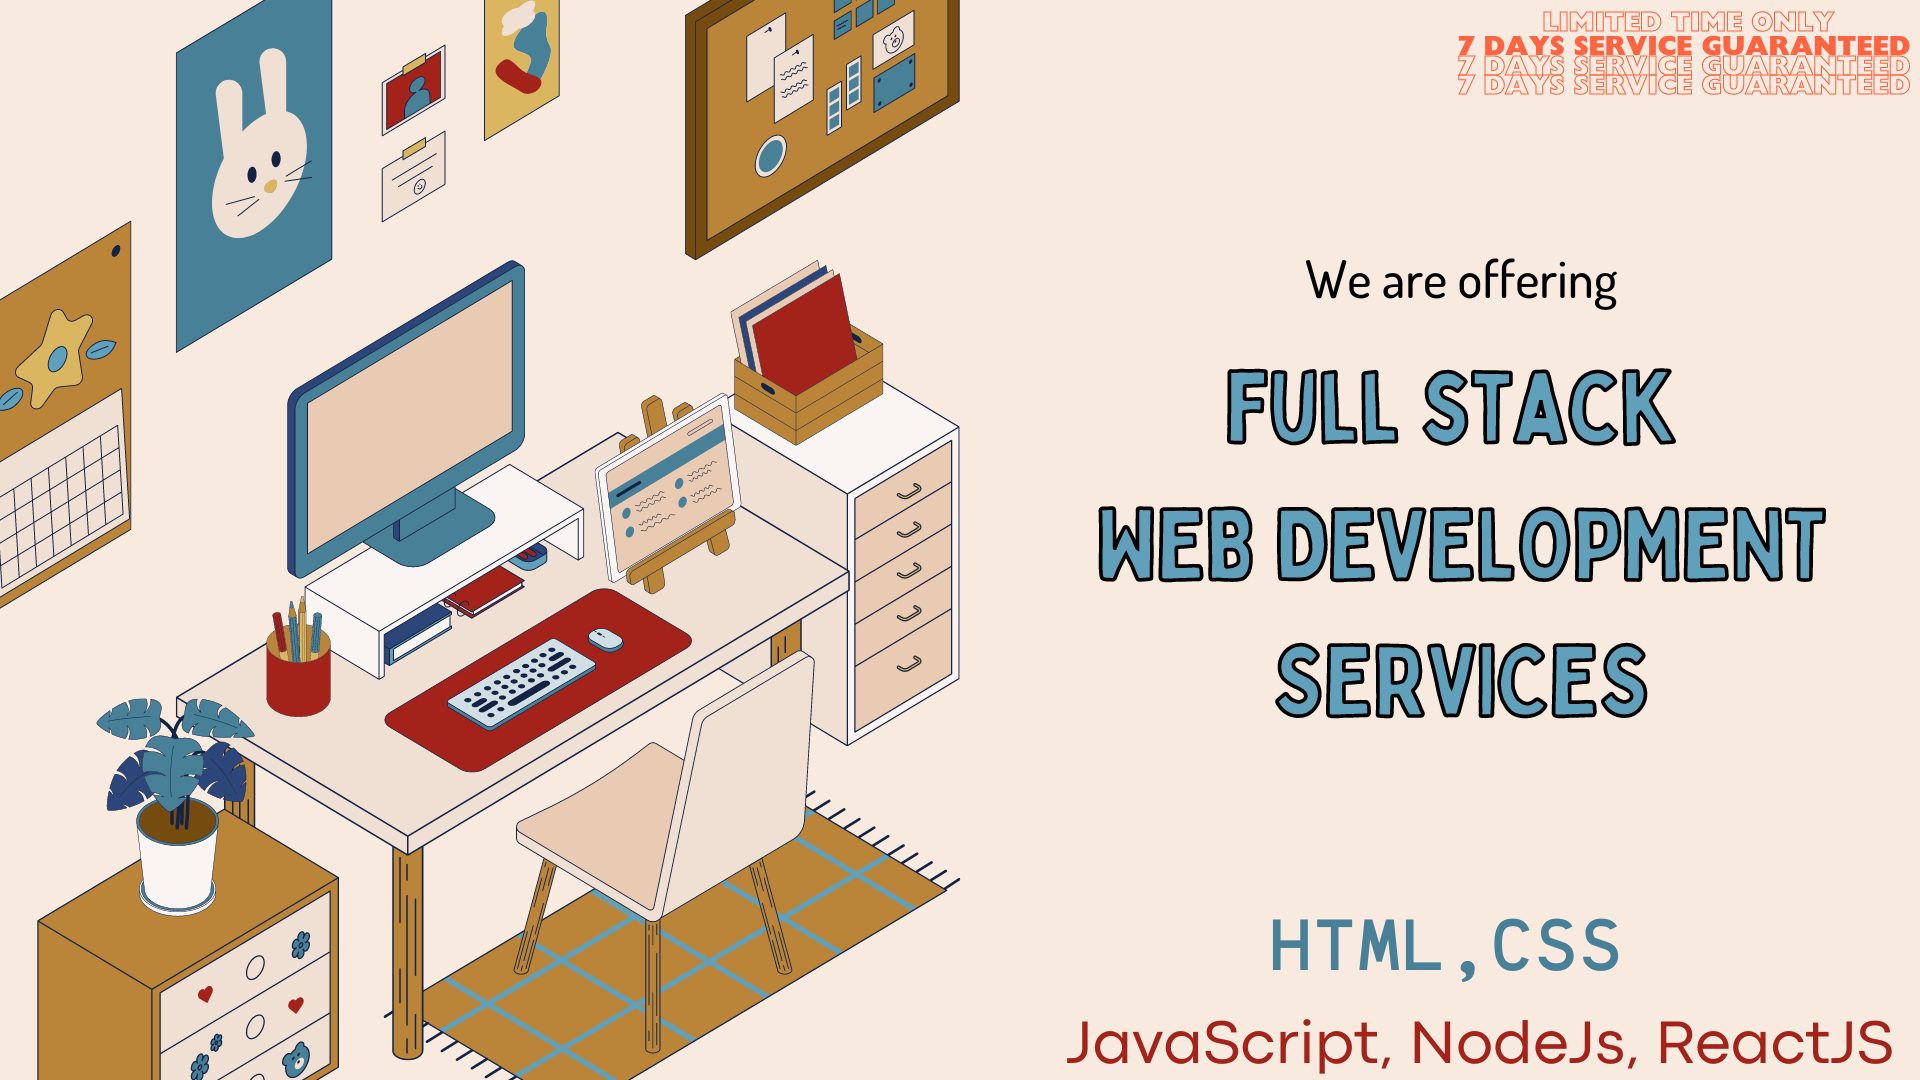 LIMITED TIME ONLY
7 DAYS SERVICE GUARANTEED
7 DAYS SERVICE GUARANTEED
7 DAYS SERVICE GUARANTEED
We are offering
FULL STACK
WEB DEVELOPMENT
SERVICES
HTML,CSS
JavaScript, NodeJs, ReactJS